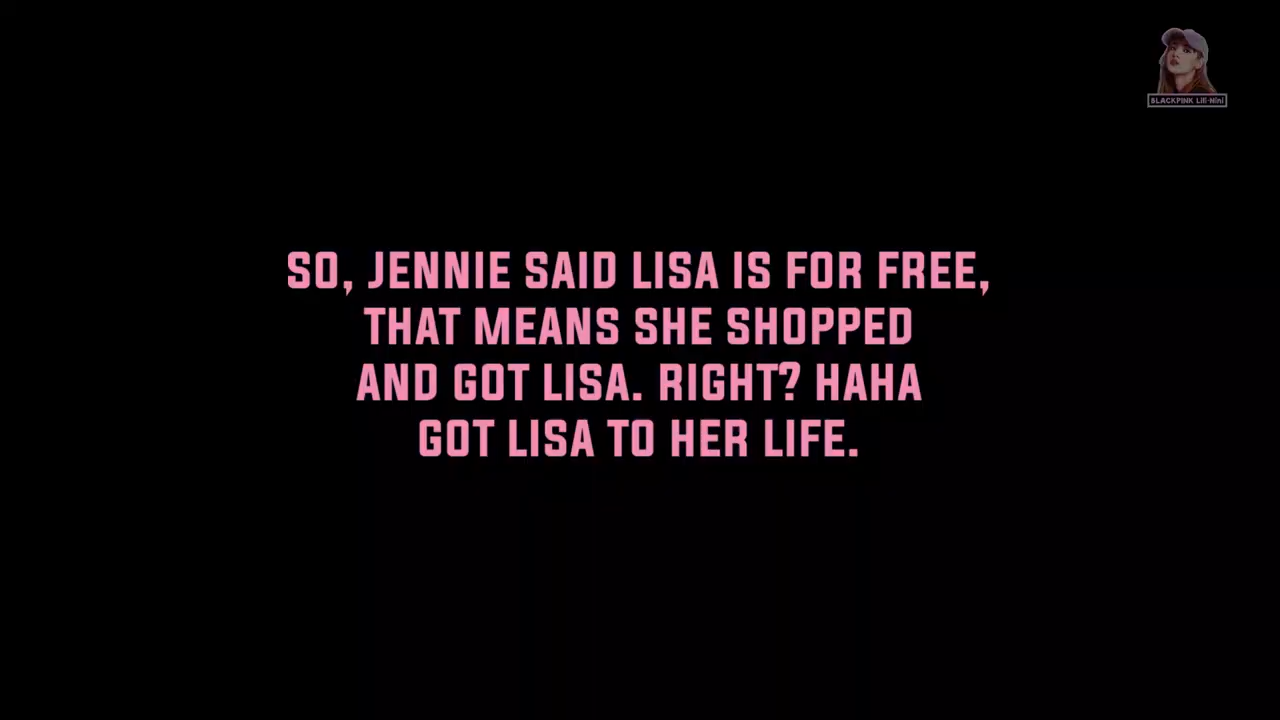 BLACKPINK Lili-Mini
SO, JENNIE SAID LISA IS FOR FREE,
THAT MEANS SHE SHOPPED
AND GOT LISA. RIGHT? HAHA
GOT LISA TO HER LIFE.